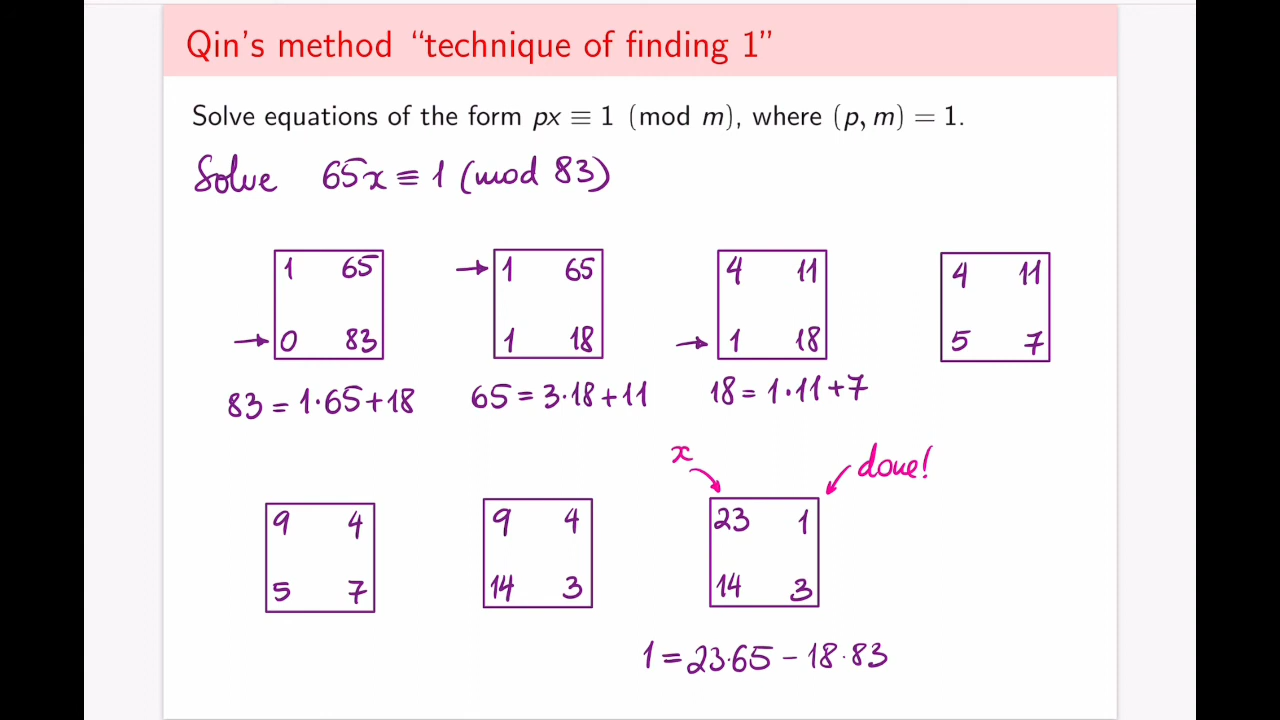 Qin's method “technique of finding 1”
Solve equations of the form px ≡ 1 (mod m), where (p, m) = 1.
Solve 65x ≡ 1 (mod 83)
1 65
0 83
83 = 1·65+18
1 65
1 18
65 = 3·18+11
4 11
1 18
18 = 1·11+7
4 11
5 7
9 4
5 7
9 4
14 3
x
done!
23 1
14 3
1 = 23·65 − 18·83